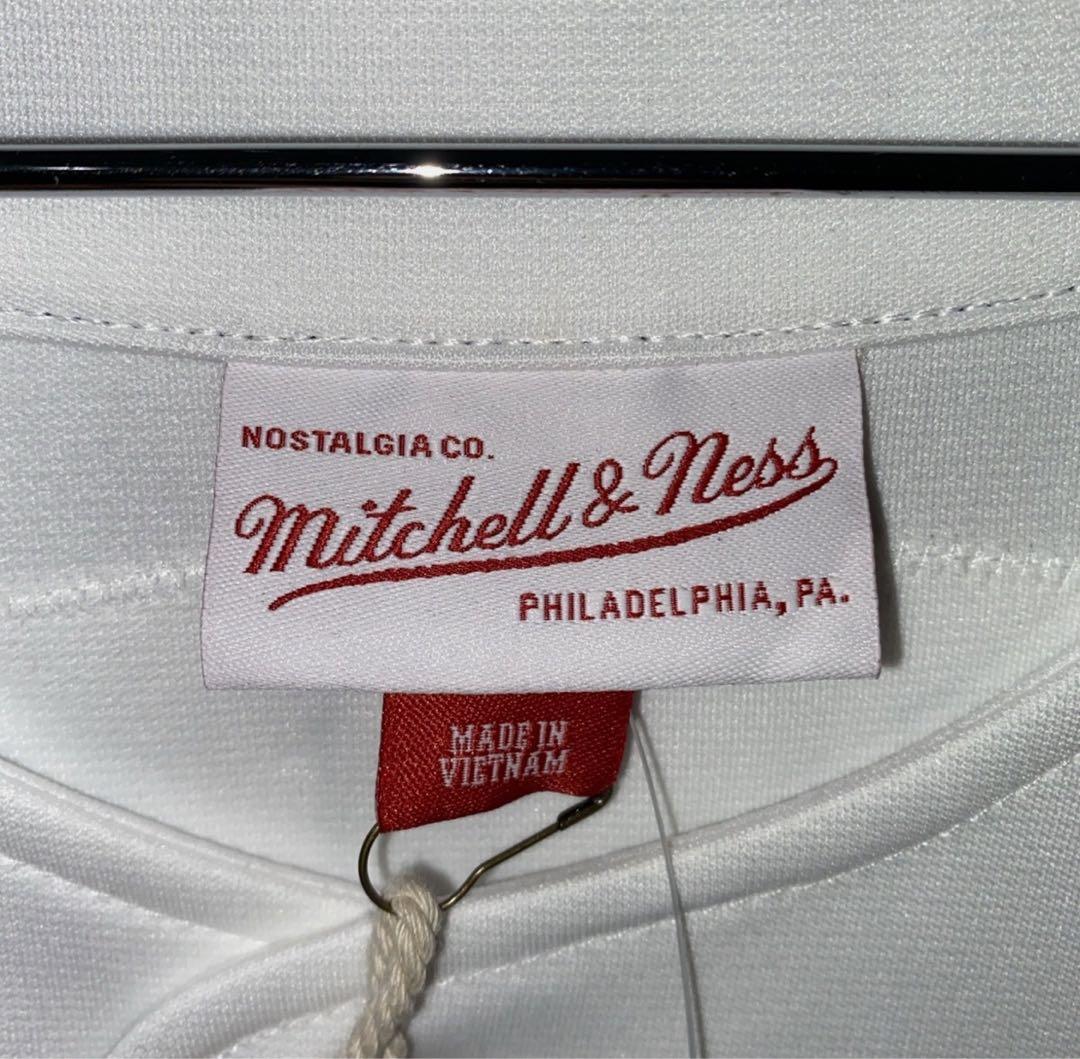 NOSTALGIA CO.
Mitchell & Ness
PHILADELPHIA, PA.
MADE IN
VIETNAM